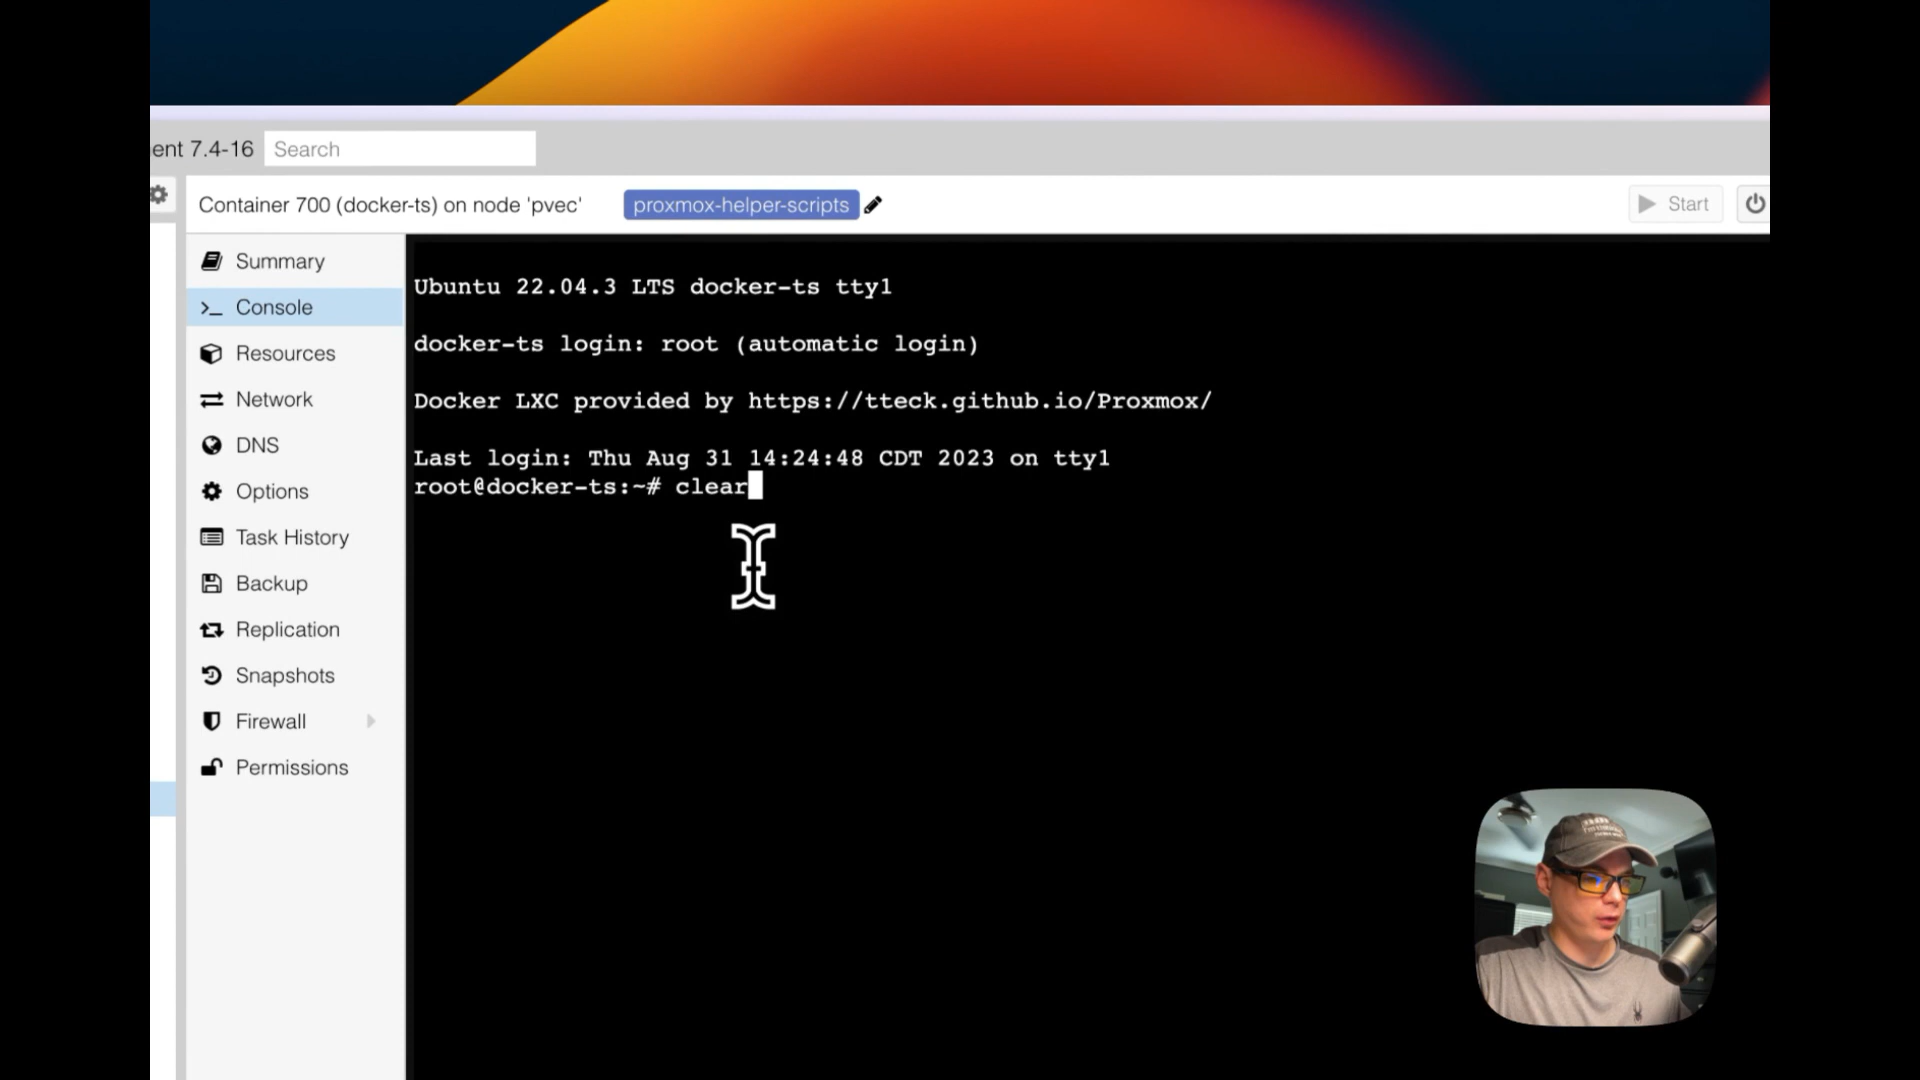 ent 7.4-16 Search
Container 700 (docker-ts) on node 'pvec' proxmox-helper-scripts Start
Summary
Console
Resources
Network
DNS
Options
Task History
Backup
Replication
Snapshots
Firewall
Permissions
Ubuntu 22.04.3 LTS docker-ts tty1
docker-ts login: root (automatic login)
Docker LXC provided by https://tteck.github.io/Proxmox/
Last login: Thu Aug 31 14:24:48 CDT 2023 on tty1
root@docker-ts:~# clear